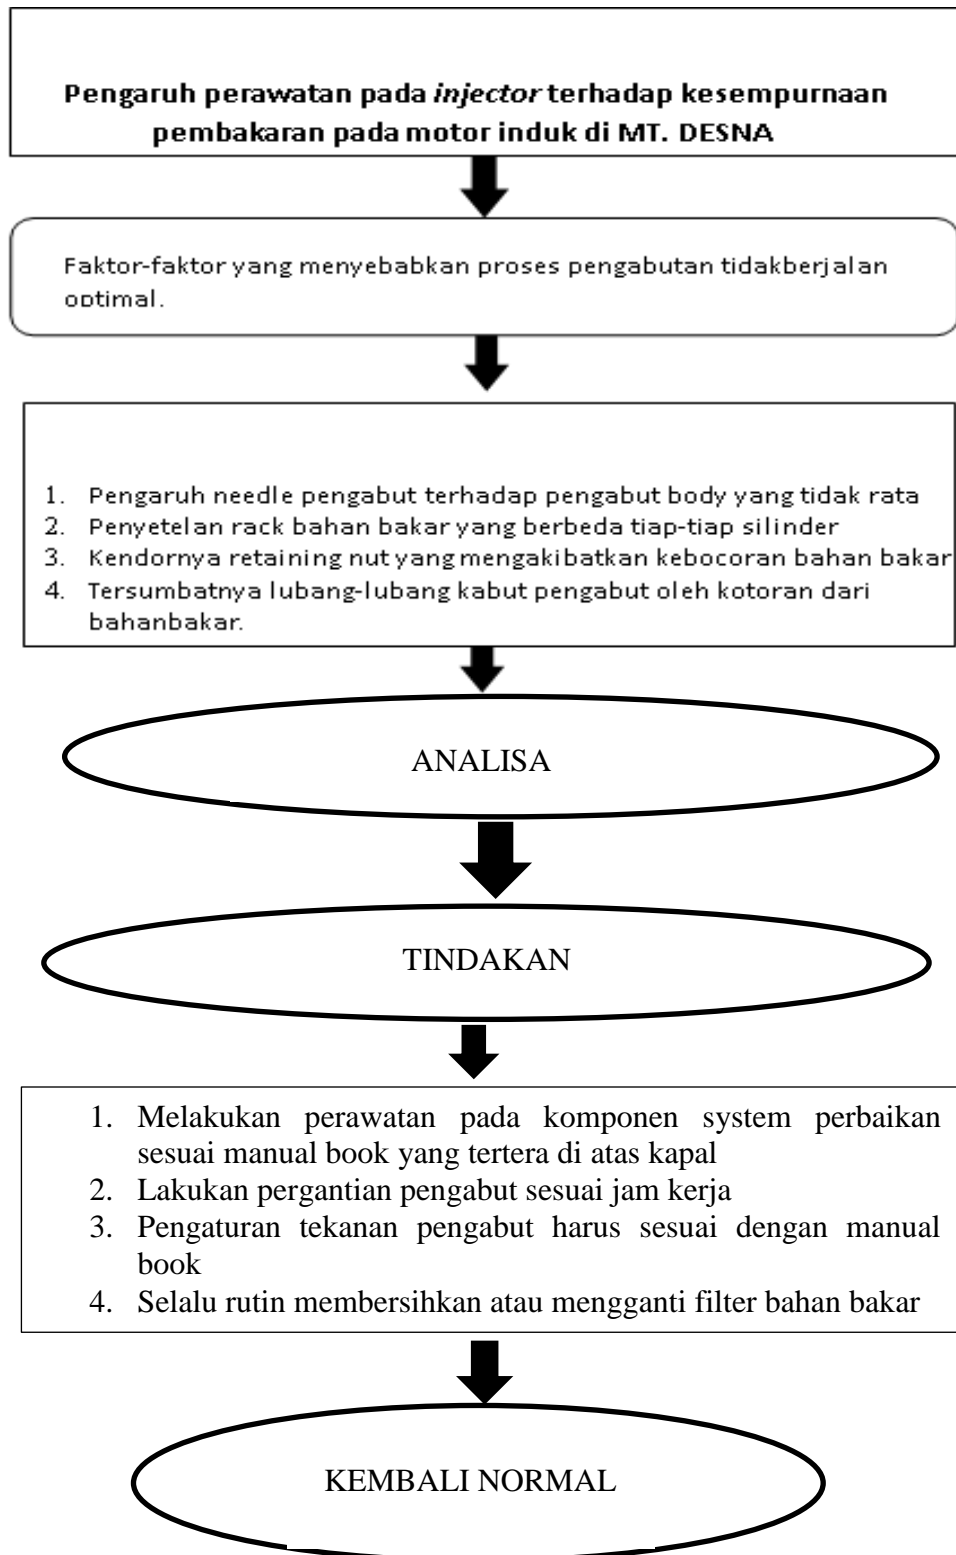 Pengaruh perawatan pada injector terhadap kesempurnaan
pembakaran pada motor induk di MT. DESNA
Faktor-faktor yang menyebabkan proses pengabutan tidakberjalan
optimal.
1. Pengaruh needle pengabut terhadap pengabut body yang tidak rata
2. Penyetelan rack bahan bakar yang berbeda tiap-tiap silinder
3. Kendornya retaining nut yang mengakibatkan kebocoran bahan bakar
4. Tersumbatnya lubang-lubang kabut pengabut oleh kotoran dari
bahanbakar.
ANALISA
TINDAKAN
1. Melakukan perawatan pada komponen system perbaikan
sesuai manual book yang tertera di atas kapal
2. Lakukan pergantian pengabut sesuai jam kerja
3. Pengaturan tekanan pengabut harus sesuai dengan manual
book
4. Selalu rutin membersihkan atau mengganti filter bahan bakar
KEMBALI NORMAL